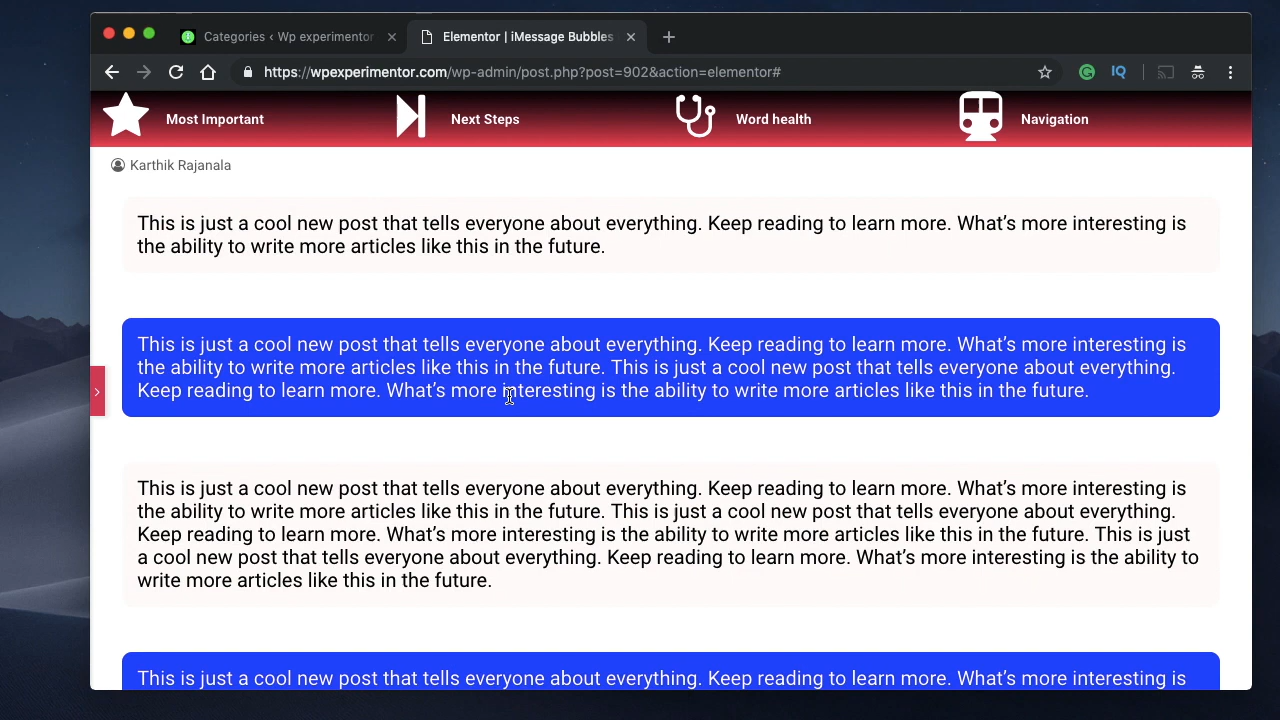 Categories ‹ Wp experimentor
Elementor | iMessage Bubbles
https://wpexperimentor.com/wp-admin/post.php?post=902&action=elementor#
IQ
Most Important
Next Steps
Word health
Navigation
Karthik Rajanala
This is just a cool new post that tells everyone about everything. Keep reading to learn more. What’s more interesting is
the ability to write more articles like this in the future.
This is just a cool new post that tells everyone about everything. Keep reading to learn more. What’s more interesting is
the ability to write more articles like this in the future. This is just a cool new post that tells everyone about everything.
Keep reading to learn more. What’s more interesting is the ability to write more articles like this in the future.
This is just a cool new post that tells everyone about everything. Keep reading to learn more. What’s more interesting is
the ability to write more articles like this in the future. This is just a cool new post that tells everyone about everything.
Keep reading to learn more. What’s more interesting is the ability to write more articles like this in the future. This is just
a cool new post that tells everyone about everything. Keep reading to learn more. What’s more interesting is the ability to
write more articles like this in the future.
This is just a cool new post that tells everyone about everything. Keep reading to learn more. What’s more interesting is